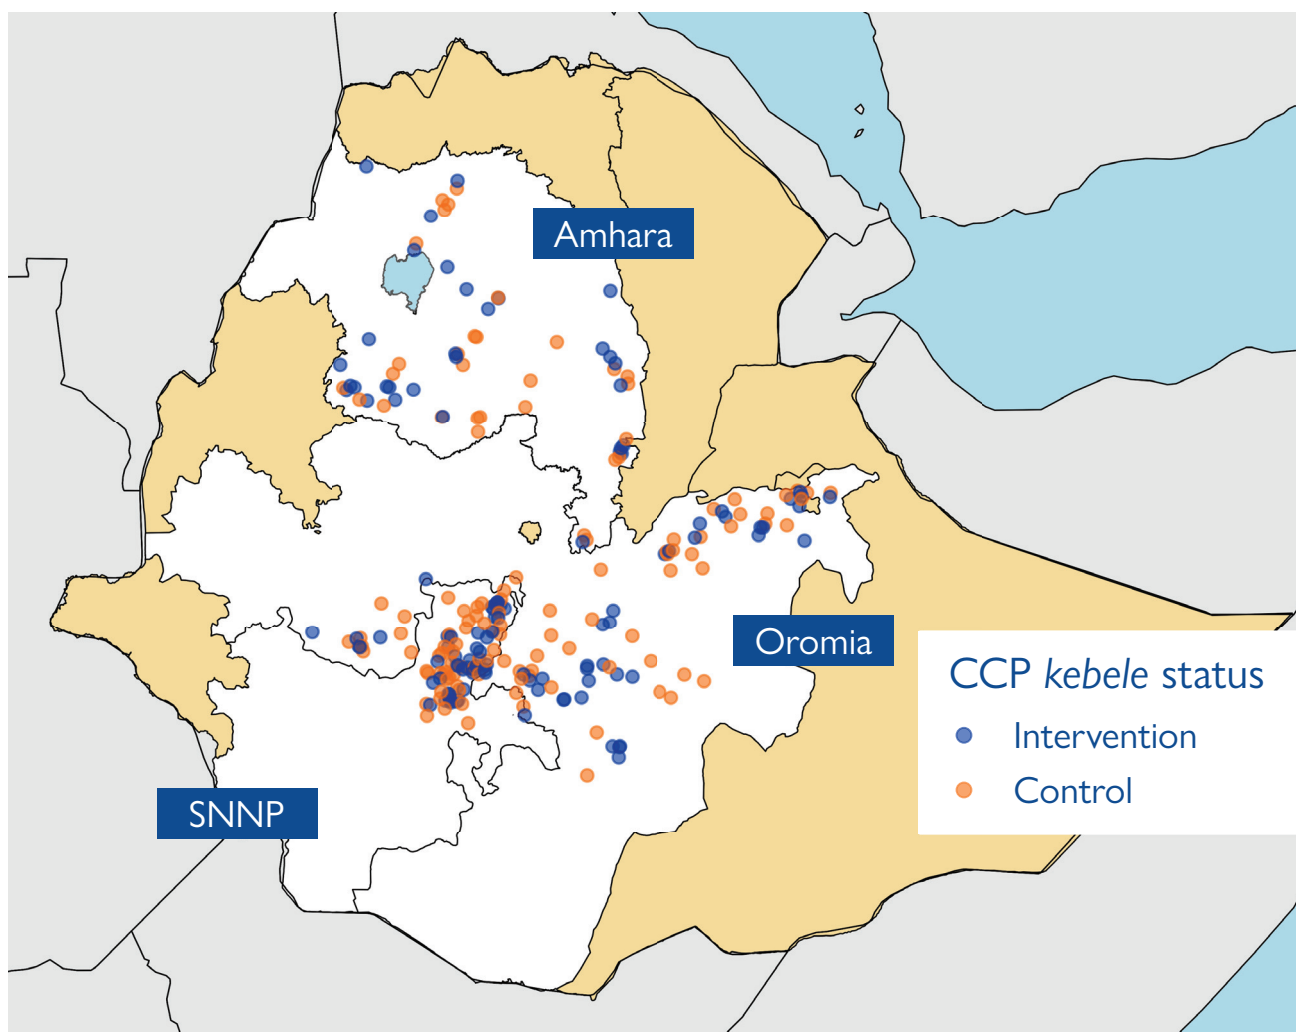 Amhara
Oromia
CCP kebele status
Intervention
Control
SNNP